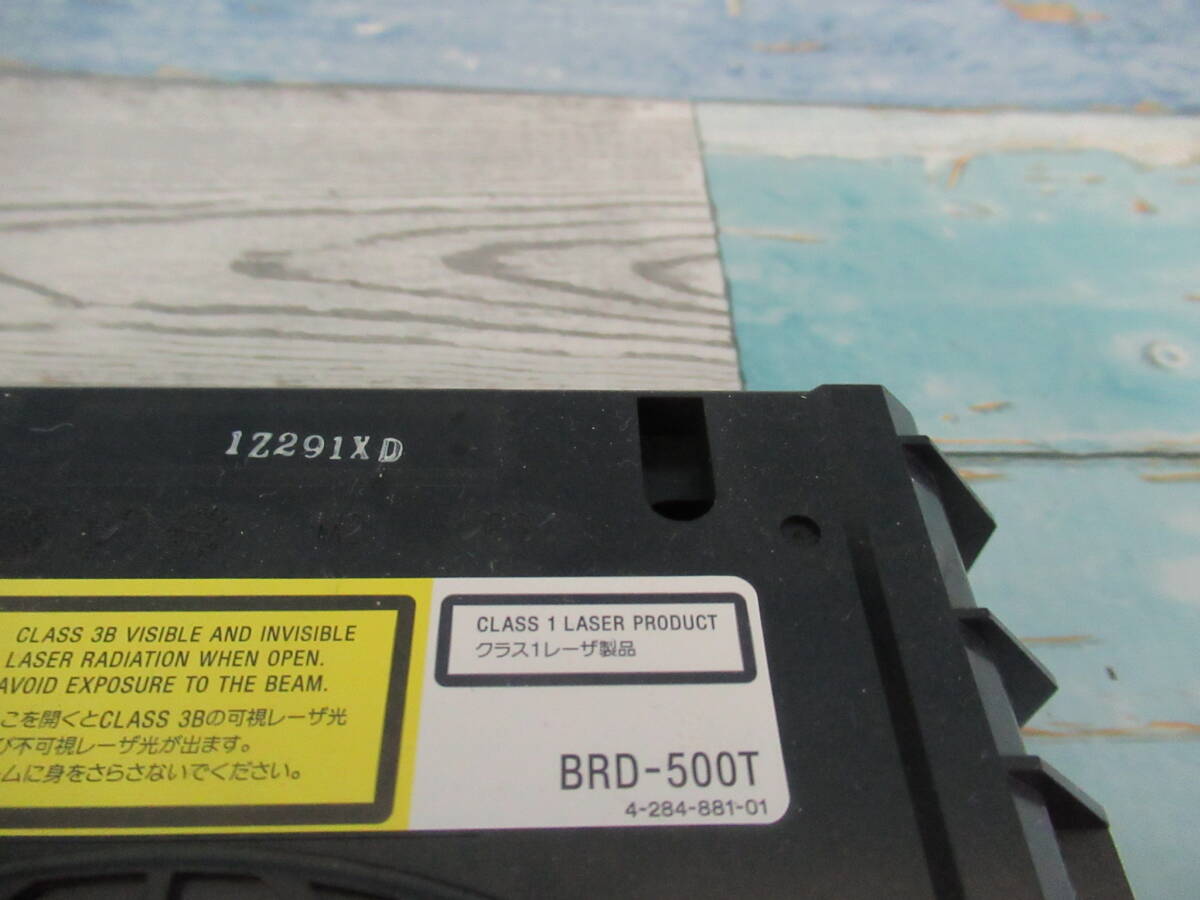 1Z291XD
CLASS 3B VISIBLE AND INVISIBLE
LASER RADIATION WHEN OPEN.
AVOID EXPOSURE TO THE BEAM.
こを開くとCLASS 3Bの可視レーザ光
び不可視レーザ光が出ます。
ームに身をさらさないでください。
CLASS 1 LASER PRODUCT
クラス1レーザ製品
BRD-500T
4-284-881-01